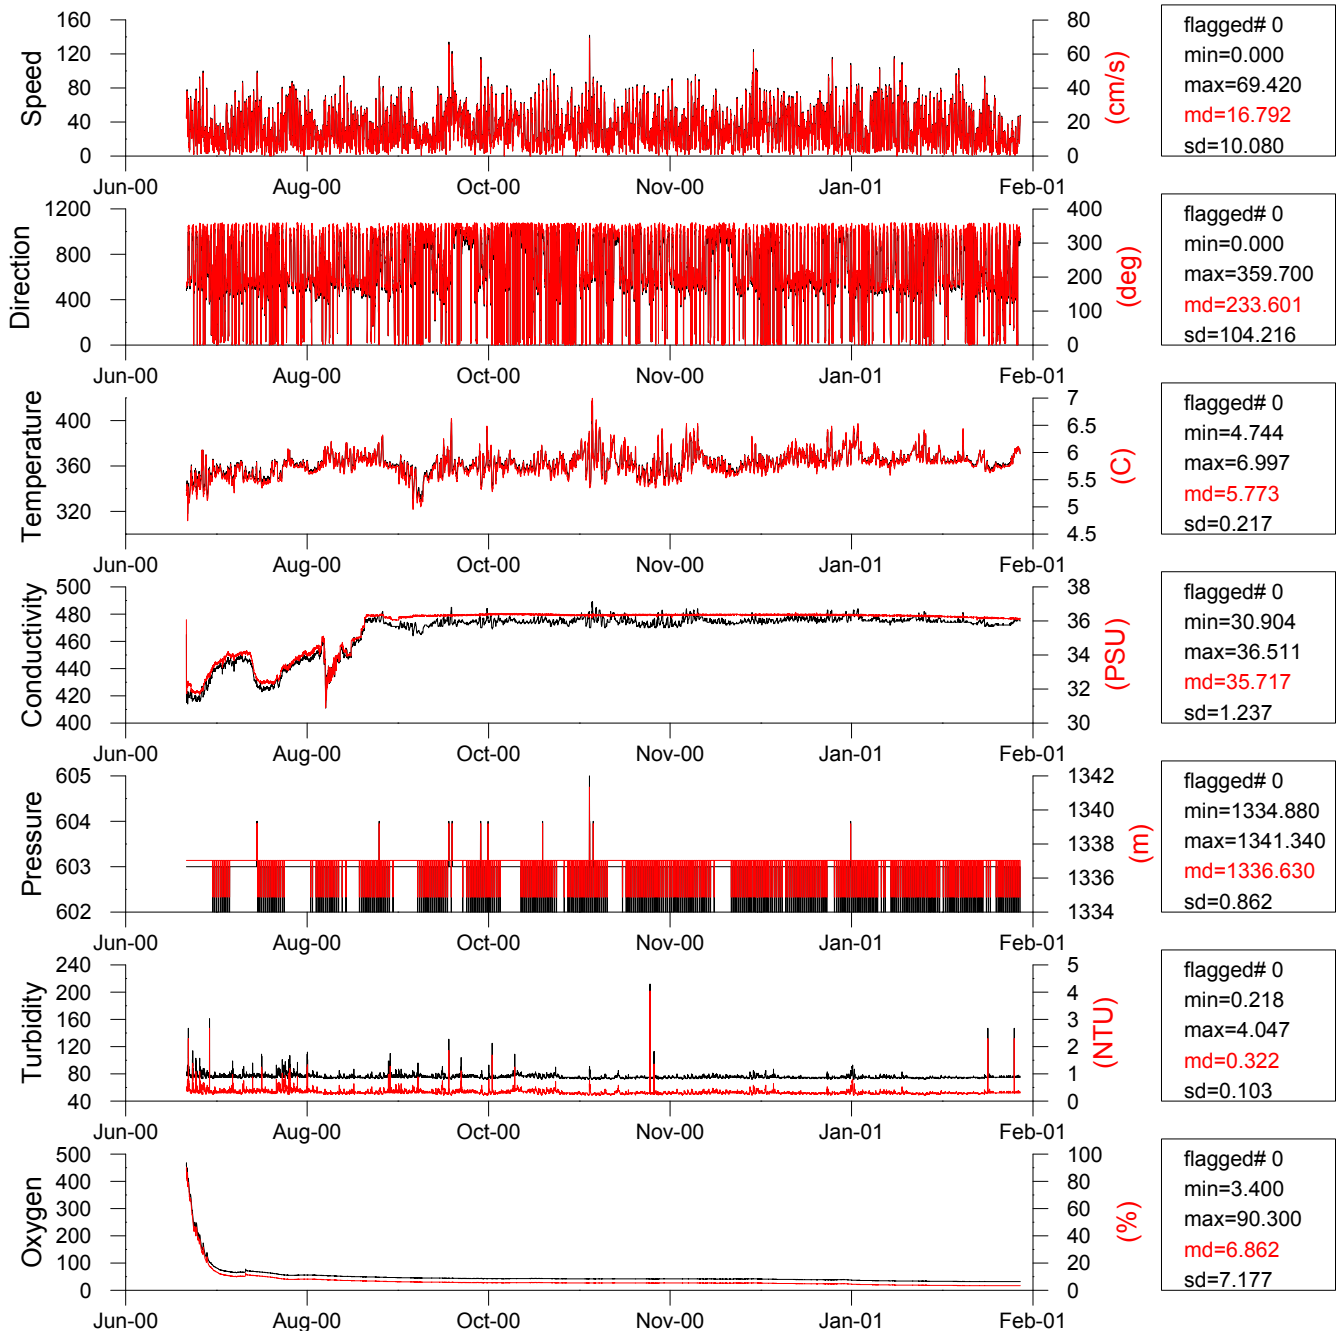 160
120
80
40
0
Speed
80
60
40
20
0
(cm/s)
Jun-00 Aug-00 Oct-00 Nov-00 Jan-01 Feb-01
flagged# 0
min=0.000
max=69.420
md=16.792
sd=10.080
1200
800
400
0
Direction
400
300
200
100
0
(deg)
Jun-00 Aug-00 Oct-00 Nov-00 Jan-01 Feb-01
flagged# 0
min=0.000
max=359.700
md=233.601
sd=104.216
400
360
320
Temperature
7
6.5
6
5.5
5
4.5
(C)
Jun-00 Aug-00 Oct-00 Nov-00 Jan-01 Feb-01
flagged# 0
min=4.744
max=6.997
md=5.773
sd=0.217
500
480
460
440
420
400
Conductivity
38
36
34
32
30
(PSU)
Jun-00 Aug-00 Oct-00 Nov-00 Jan-01 Feb-01
flagged# 0
min=30.904
max=36.511
md=35.717
sd=1.237
605
604
603
602
Pressure
1342
1340
1338
1336
1334
(m)
Jun-00 Aug-00 Oct-00 Nov-00 Jan-01 Feb-01
flagged# 0
min=1334.880
max=1341.340
md=1336.630
sd=0.862
240
200
160
120
80
40
Turbidity
5
4
3
2
1
0
(NTU)
Jun-00 Aug-00 Oct-00 Nov-00 Jan-01 Feb-01
flagged# 0
min=0.218
max=4.047
md=0.322
sd=0.103
500
400
300
200
100
0
Oxygen
100
80
60
40
20
0
(%)
Jun-00 Aug-00 Oct-00 Nov-00 Jan-01 Feb-01
flagged# 0
min=3.400
max=90.300
md=6.862
sd=7.177